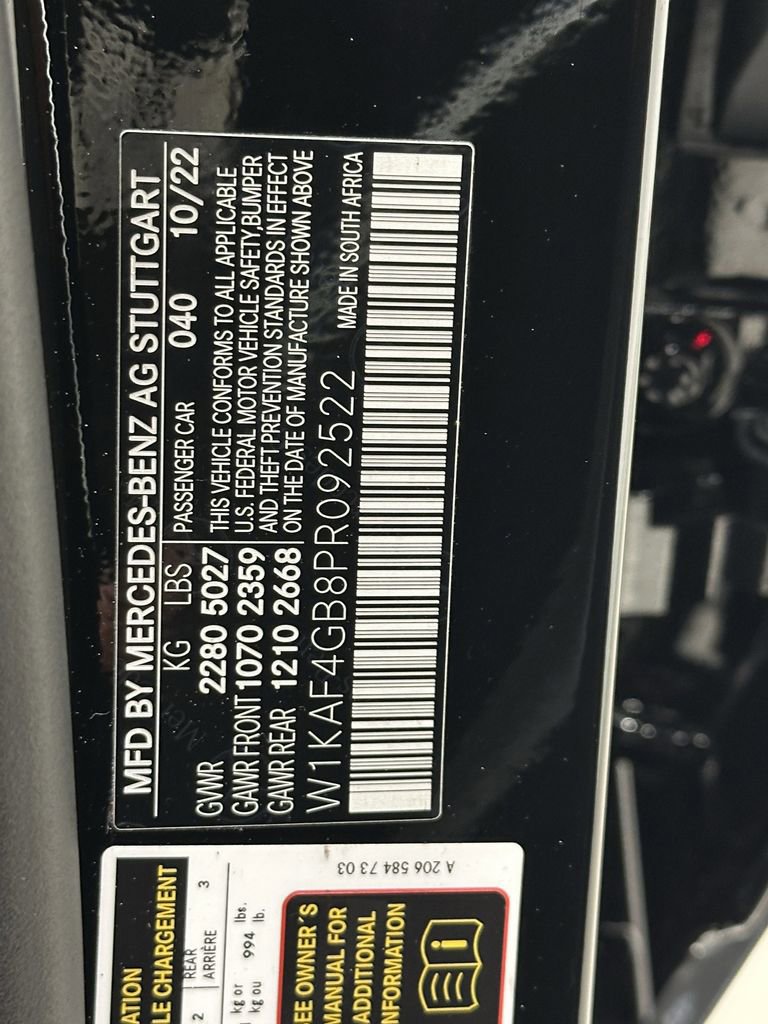 MFD BY MERCEDES-BENZ AG STUTTGART
KG LBS PASSENGER CAR 040 10/22
GVWR 2280 5027
GAWR FRONT 1070 2359
GAWR REAR 1210 2668
THIS VEHICLE CONFORMS TO ALL APPLICABLE
U.S. FEDERAL MOTOR VEHICLE SAFETY,BUMPER
AND THEFT PREVENTION STANDARDS IN EFFECT
ON THE DATE OF MANUFACTURE SHOWN ABOVE
W1KAF4GB8PR092522 MADE IN SOUTH AFRICA
LE CHARGEMENT
2 REAR 3
ARRIÈRE
kg or 994 lbs.
kg ou lb.
OWNER´S
MANUAL FOR
ADDITIONAL
A 206 584 73 03